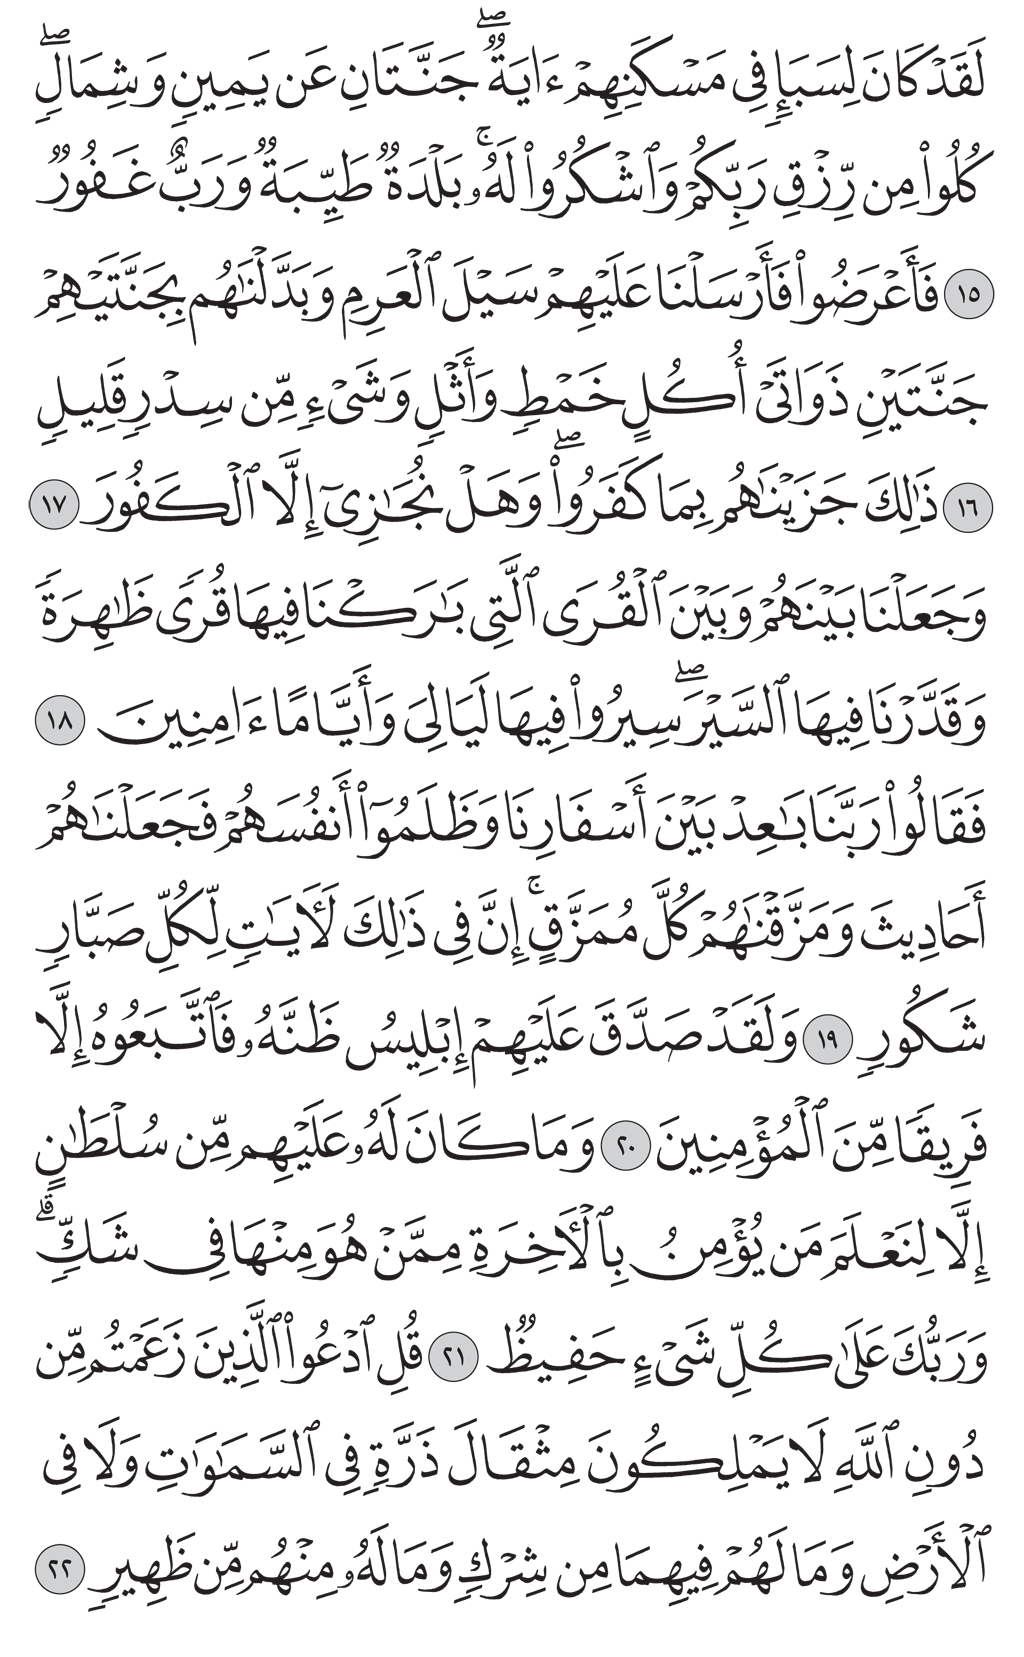 لَقَدْ كَانَ لِسَبَإٍ فِى مَسْكَنِهِمْ ءَايَةٌ ۖ جَنَّتَانِ عَن يَمِينٍ وَشِمَالٍ ۖ
كُلُوا۟ مِن رِّزْقِ رَبِّكُمْ وَٱشْكُرُوا۟ لَهُۥ ۚ بَلْدَةٌ طَيِّبَةٌ وَرَبٌّ غَفُورٌ
١٥ فَأَعْرَضُوا۟ فَأَرْسَلْنَا عَلَيْهِمْ سَيْلَ ٱلْعَرِمِ وَبَدَّلْنَٰهُم بِجَنَّتَيْهِمْ
جَنَّتَيْنِ ذَوَاتَىْ أُكُلٍ خَمْطٍ وَأَثْلٍ وَشَىْءٍ مِّن سِدْرٍ قَلِيلٍ
١٦ ذَٰلِكَ جَزَيْنَٰهُم بِمَا كَفَرُوا۟ ۖ وَهَلْ نُجَٰزِىٓ إِلَّا ٱلْكَفُورَ ١٧
وَجَعَلْنَا بَيْنَهُمْ وَبَيْنَ ٱلْقُرَى ٱلَّتِى بَٰرَكْنَا فِيهَا قُرًى ظَٰهِرَةً
وَقَدَّرْنَا فِيهَا ٱلسَّيْرَ ۖ سِيرُوا۟ فِيهَا لَيَالِىَ وَأَيَّامًا ءَامِنِينَ ١٨
فَقَالُوا۟ رَبَّنَا بَٰعِدْ بَيْنَ أَسْفَارِنَا وَظَلَمُوٓا۟ أَنفُسَهُمْ فَجَعَلْنَٰهُمْ
أَحَادِيثَ وَمَزَّقْنَٰهُمْ كُلَّ مُمَزَّقٍ ۚ إِنَّ فِى ذَٰلِكَ لَـَٔايَٰتٍ لِّكُلِّ صَبَّارٍ
شَكُورٍ ١٩ وَلَقَدْ صَدَّقَ عَلَيْهِمْ إِبْلِيسُ ظَنَّهُۥ فَٱتَّبَعُوهُ إِلَّا
فَرِيقًا مِّنَ ٱلْمُؤْمِنِينَ ٢٠ وَمَا كَانَ لَهُۥ عَلَيْهِم مِّن سُلْطَٰنٍ
إِلَّا لِنَعْلَمَ مَن يُؤْمِنُ بِٱلْـَٔاخِرَةِ مِمَّنْ هُوَ مِنْهَا فِى شَكٍّ ۗ
وَرَبُّكَ عَلَىٰ كُلِّ شَىْءٍ حَفِيظٌ ٢١ قُلِ ٱدْعُوا۟ ٱلَّذِينَ زَعَمْتُم مِّن
دُونِ ٱللَّهِ لَا يَمْلِكُونَ مِثْقَالَ ذَرَّةٍ فِى ٱلسَّمَٰوَٰتِ وَلَا فِى
ٱلْأَرْضِ وَمَا لَهُمْ فِيهِمَا مِن شِرْكٍ وَمَا لَهُۥ مِنْهُم مِّن ظَهِيرٍ ٢٢